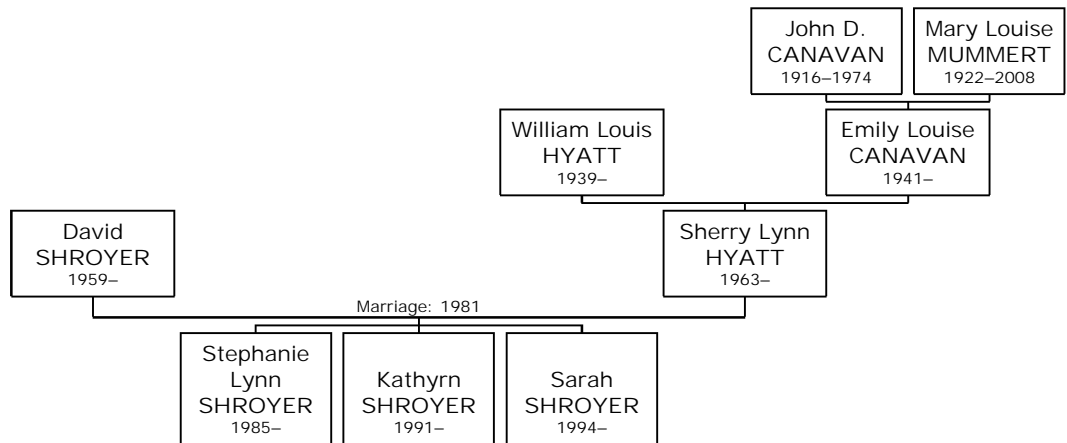 John D.
CANAVAN
1916–1974
Mary Louise
MUMMERT
1922–2008
William Louis
HYATT
1939–
Emily Louise
CANAVAN
1941–
David
SHROYER
1959–
Sherry Lynn
HYATT
1963–
Marriage: 1981
Stephanie
Lynn
SHROYER
1985–
Kathyrn
SHROYER
1991–
Sarah
SHROYER
1994–